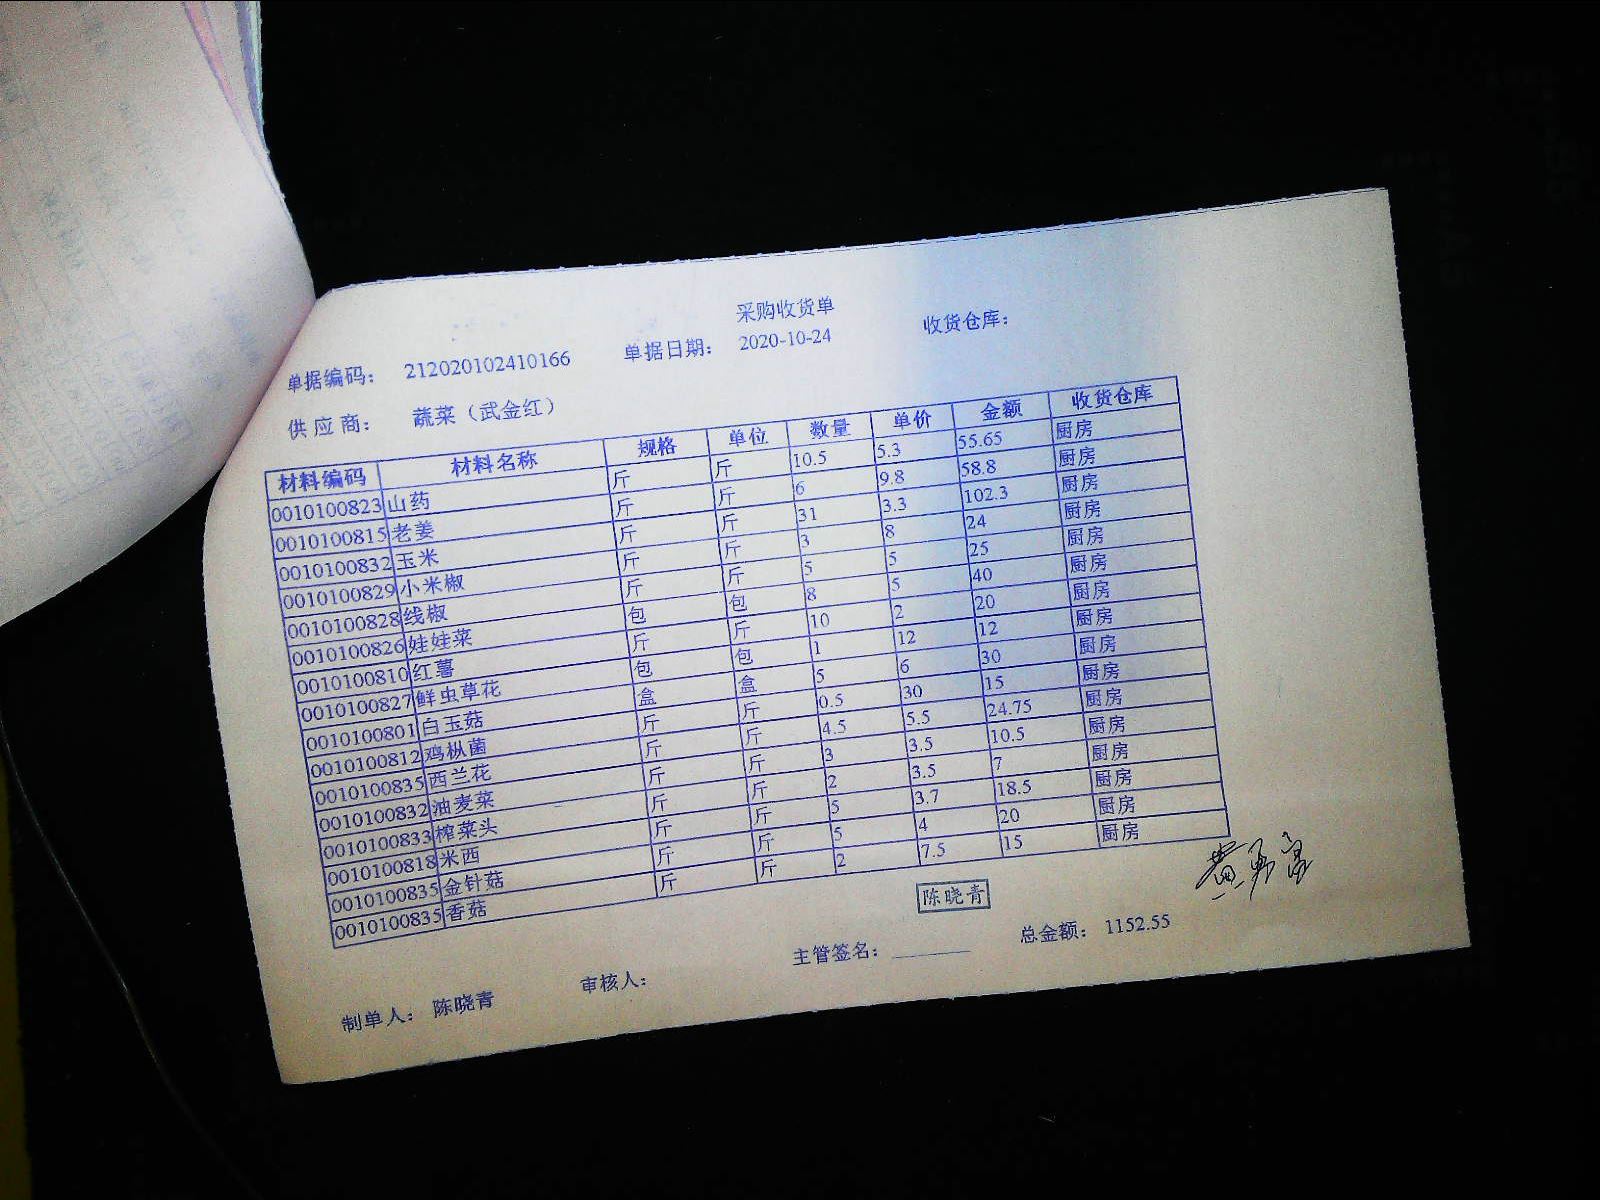 采购收货单
单据编码： 212020102410166 单据日期： 2020-10-24 收货仓库：
供应商： 蔬菜（武金红）
材料编码 材料名称 规格 单位 数量 单价 金额 收货仓库
0010100823 山药 斤 斤 10.5 5.3 55.65 厨房
0010100815 老姜 斤 斤 6 9.8 58.8 厨房
0010100832 玉米 斤 斤 31 3.3 102.3 厨房
0010100829 小米椒 斤 斤 3 8 24 厨房
0010100828 线椒 斤 斤 5 5 25 厨房
0010100826 娃娃菜 包 包 8 5 40 厨房
0010100810 红薯 斤 斤 10 2 20 厨房
0010100827 鲜虫草花 包 包 1 12 12 厨房
0010100801 白玉菇 盒 盒 5 6 30 厨房
0010100812 鸡枞菌 斤 斤 0.5 30 15 厨房
0010100835 西兰花 斤 斤 4.5 5.5 24.75 厨房
0010100832 油麦菜 斤 斤 3 3.5 10.5 厨房
0010100833 榨菜头 斤 斤 2 3.5 7 厨房
0010100818 米西 斤 斤 5 3.7 18.5 厨房
0010100835 金针菇 斤 斤 5 4 20 厨房
0010100835 香菇 斤 斤 2 7.5 15 厨房
陈晓青
制单人： 陈晓青 审核人： 主管签名： 总金额： 1152.55